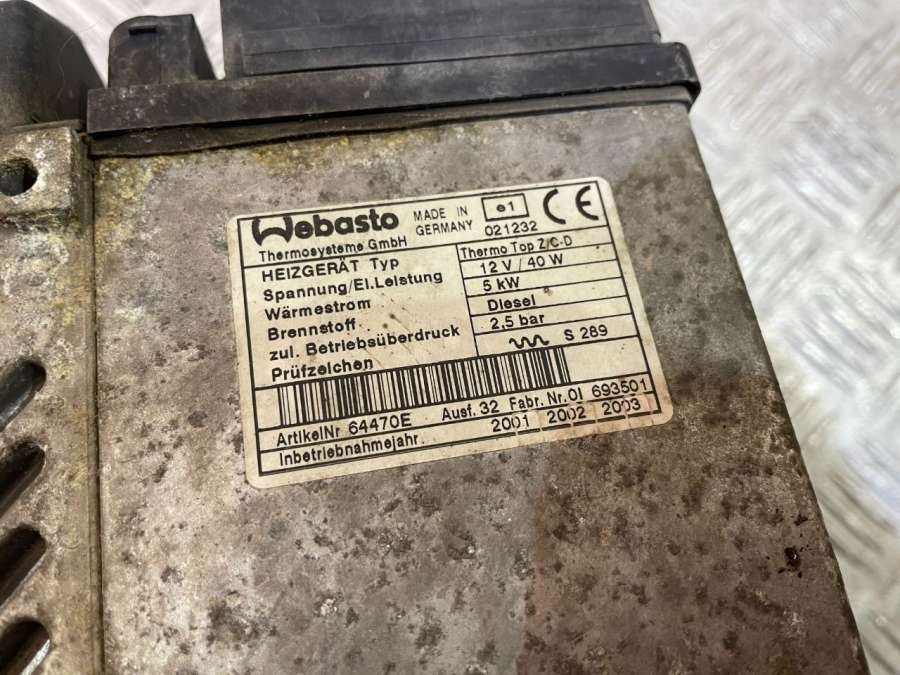 Webasto
MADE IN
GERMANY
e1
021232
CE
Thermosysteme GmbH
HEIZGERÄT Typ
Thermo Top Z/C-D
Spannung/El.Leistung
12 V / 40 W
Wärmestrom
5 kW
Brennstoff
Diesel
zul. Betriebsüberdruck
2,5 bar
Prüfzeichen
S 289
ArtikelNr 64470E Ausf. 32 Fabr. Nr. 01 693501
Inbetriebnahmejahr. 2001 2002 2003